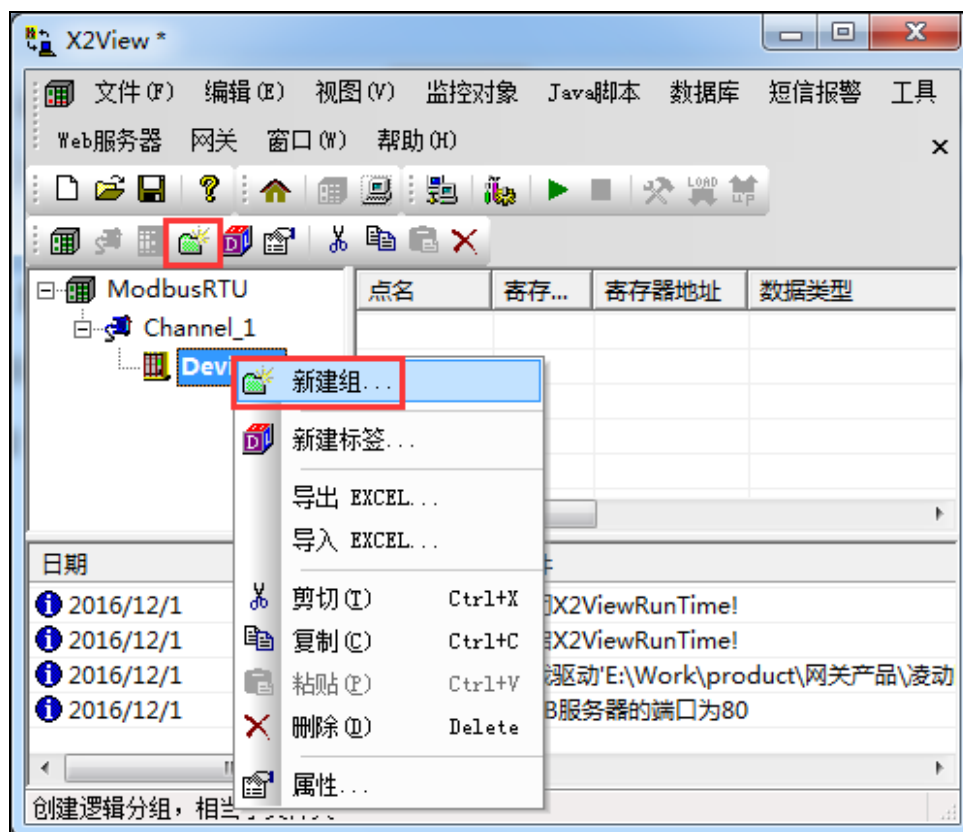 X2View *
文件(F) 编辑(E) 视图(V) 监控对象 Java脚本 数据库 短信报警 工具
Web服务器 网关 窗口(W) 帮助(H)
LOAD
UP
ModbusRTU
点名 寄存... 寄存器地址 数据类型
Channel_1
Devi
新建组...
新建标签...
导出 EXCEL...
导入 EXCEL...
日期
剪切(T) Ctrl+X
复制(C) Ctrl+C
粘贴(P) Ctrl+V
删除(D) Delete
属性...
2016/12/1 X2ViewRunTime!
2016/12/1 X2ViewRunTime!
2016/12/1 驱动'E:\Work\product\网关产品\凌动
2016/12/1 B服务器的端口为80
创建逻辑分组，相当